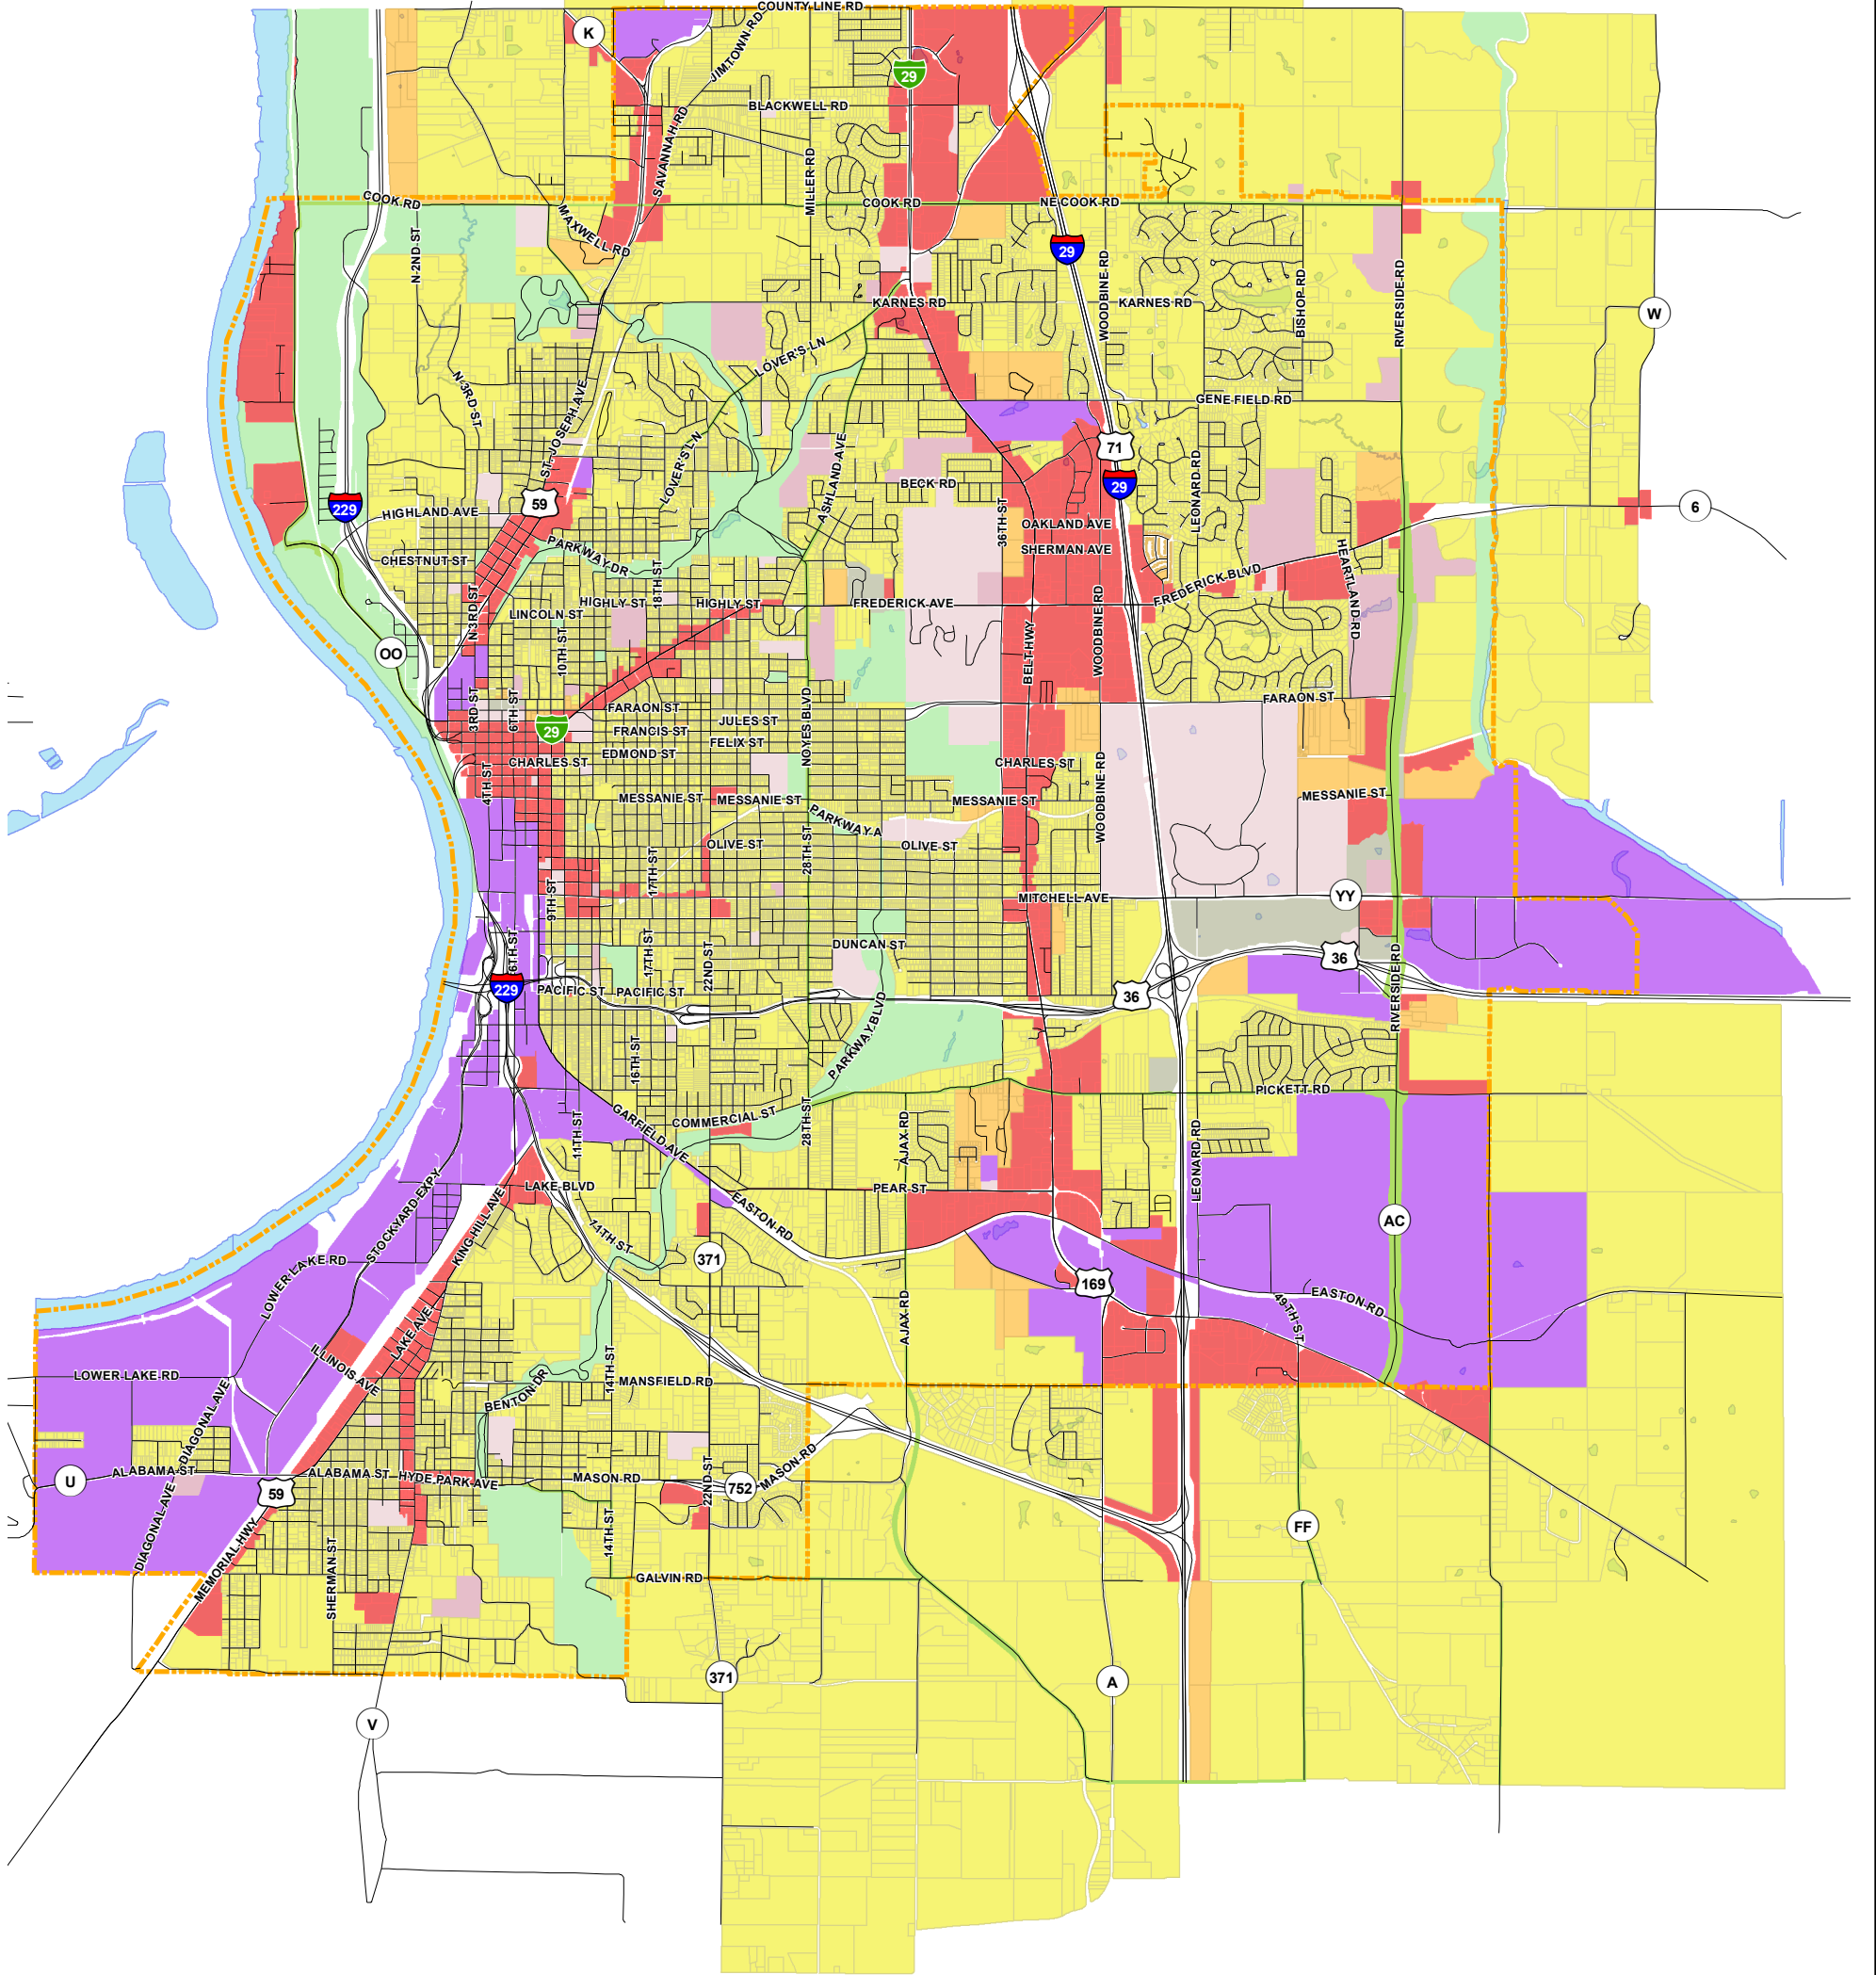 COUNTY LINE RD
K
JIMTOWN RD
29
BLACKWELL RD
SAVANNAH RD
MILLER RD
COOK RD
COOK RD
NE COOK RD
MAXWELL RD
N 2ND ST
29
WOODBINE RD
BISHOP RD
RIVERSIDE RD
KARNES RD
KARNES RD
W
LOVER'S LN
N 3RD ST
ST. JOSEPH AVE
GENE FIELD RD
LOVER'S LN
ASHLAND AVE
71
BECK RD
29
LEONARD RD
59
229
HIGHLAND AVE
36TH ST
6
OAKLAND AVE
PARKWAY DR
SHERMAN AVE
CHESTNUT ST
18TH ST
HEARTLAND RD
FREDERICK BLVD
N 3RD ST
HIGHLY ST
HIGHLY ST
FREDERICK AVE
LINCOLN ST
WOODBINE RD
10TH ST
OO
BELT HWY
3RD ST
6TH ST
NOYES BLVD
FARAON ST
FARAON ST
JULES ST
29
FRANCIS ST
FELIX ST
EDMOND ST
CHARLES ST
CHARLES ST
4TH ST
WOODBINE RD
MESSANIE ST
MESSANIE ST
MESSANIE ST
MESSANIE ST
PARKWAY A
28TH ST
OLIVE ST
OLIVE ST
17TH ST
9TH ST
MITCHELL AVE
YY
6TH ST
17TH ST
22ND ST
DUNCAN ST
RIVERSIDE RD
36
229
PACIFIC ST
PACIFIC ST
36
16TH ST
PARKWAY BLVD
PICKETT RD
GARFIELD AVE
COMMERCIAL ST
28TH ST
11TH ST
AJAX RD
LEONARD RD
LAKE BLVD
PEAR ST
KING HILL AVE
STOCKYARD EXPY
EASTON RD
14TH ST
AC
371
LOWER LAKE RD
169
EASTON RD
49TH ST
AJAX RD
LAKE AVE
ILLINOIS AVE
LOWER LAKE RD
14TH ST
MANSFIELD RD
BENTON DR
DIAGONAL AVE
MASON RD
ALABAMA ST
ALABAMA ST
HYDE PARK AVE
MASON RD
U
59
752
22ND ST
DIAGONAL AVE
MEMORIAL HWY
14TH ST
FF
SHERMAN ST
GALVIN RD
371
A
V